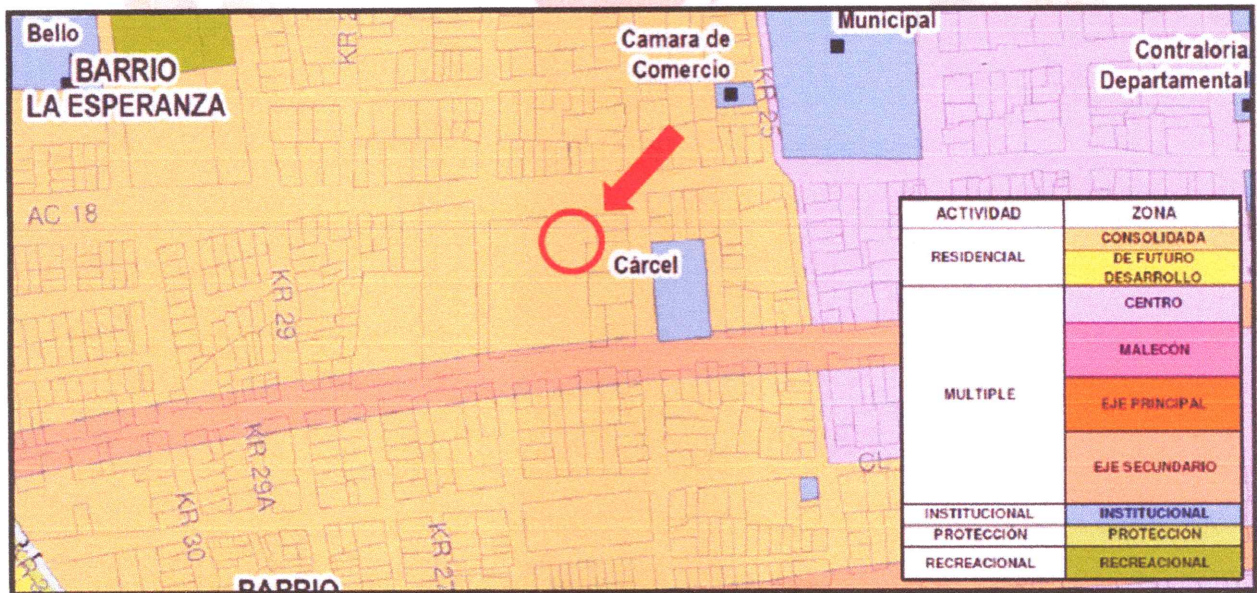 Bello
BARRIO
LA ESPERANZA
Camara de
Comercio
Municipal
Contraloria
Departamental
KR 25
AC 18
Cárcel
KR 29
KR 29A
KR 30
BARRIO
ACTIVIDAD ZONA
RESIDENCIAL CONSOLIDADA
DE FUTURO
DESARROLLO
MULTIPLE CENTRO
MALECÓN
EJE PRINCIPAL
EJE SECUNDARIO
INSTITUCIONAL INSTITUCIONAL
PROTECCIÓN PROTECCIÓN
RECREACIONAL RECREACIONAL